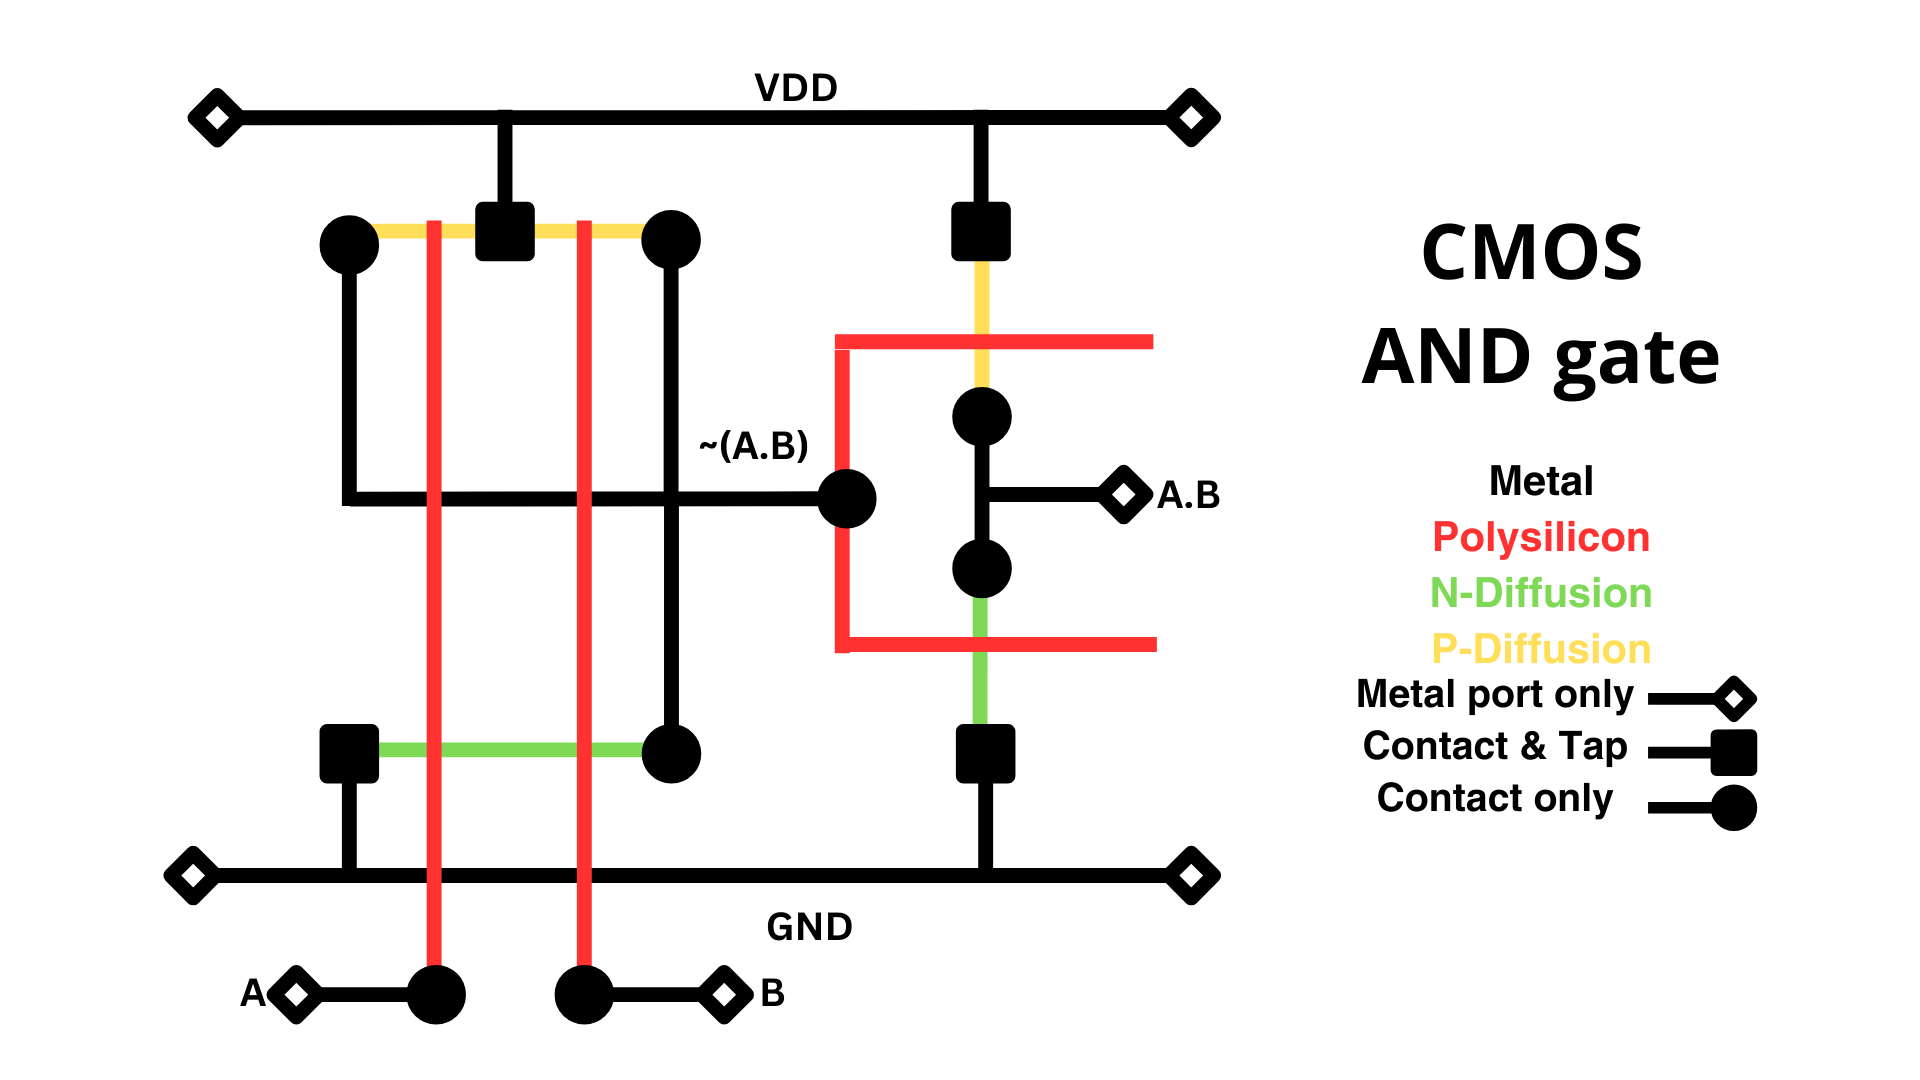 VDD
CMOS
AND gate
~(A.B)
A.B
Metal
Polysilicon
N-Diffusion
P-Diffusion
Metal port only
Contact & Tap
Contact only
GND
A
B